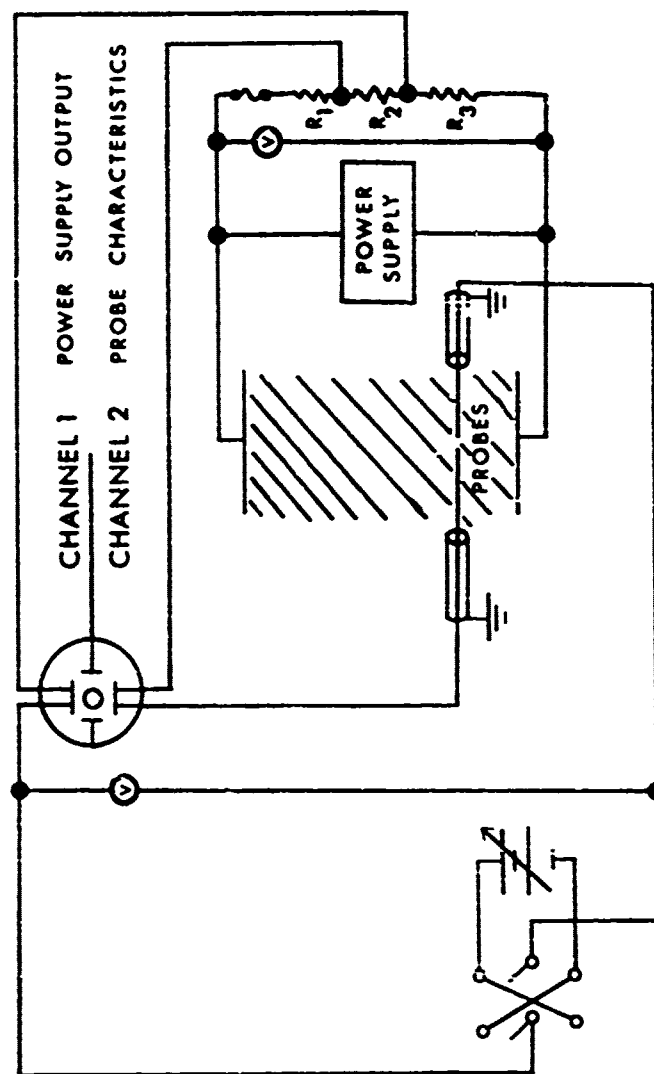 CHANNEL 1 POWER SUPPLY OUTPUT
CHANNEL 2 PROBE CHARACTERISTICS
R1
R2
R3
V
POWER
SUPPLY
PROBES
V